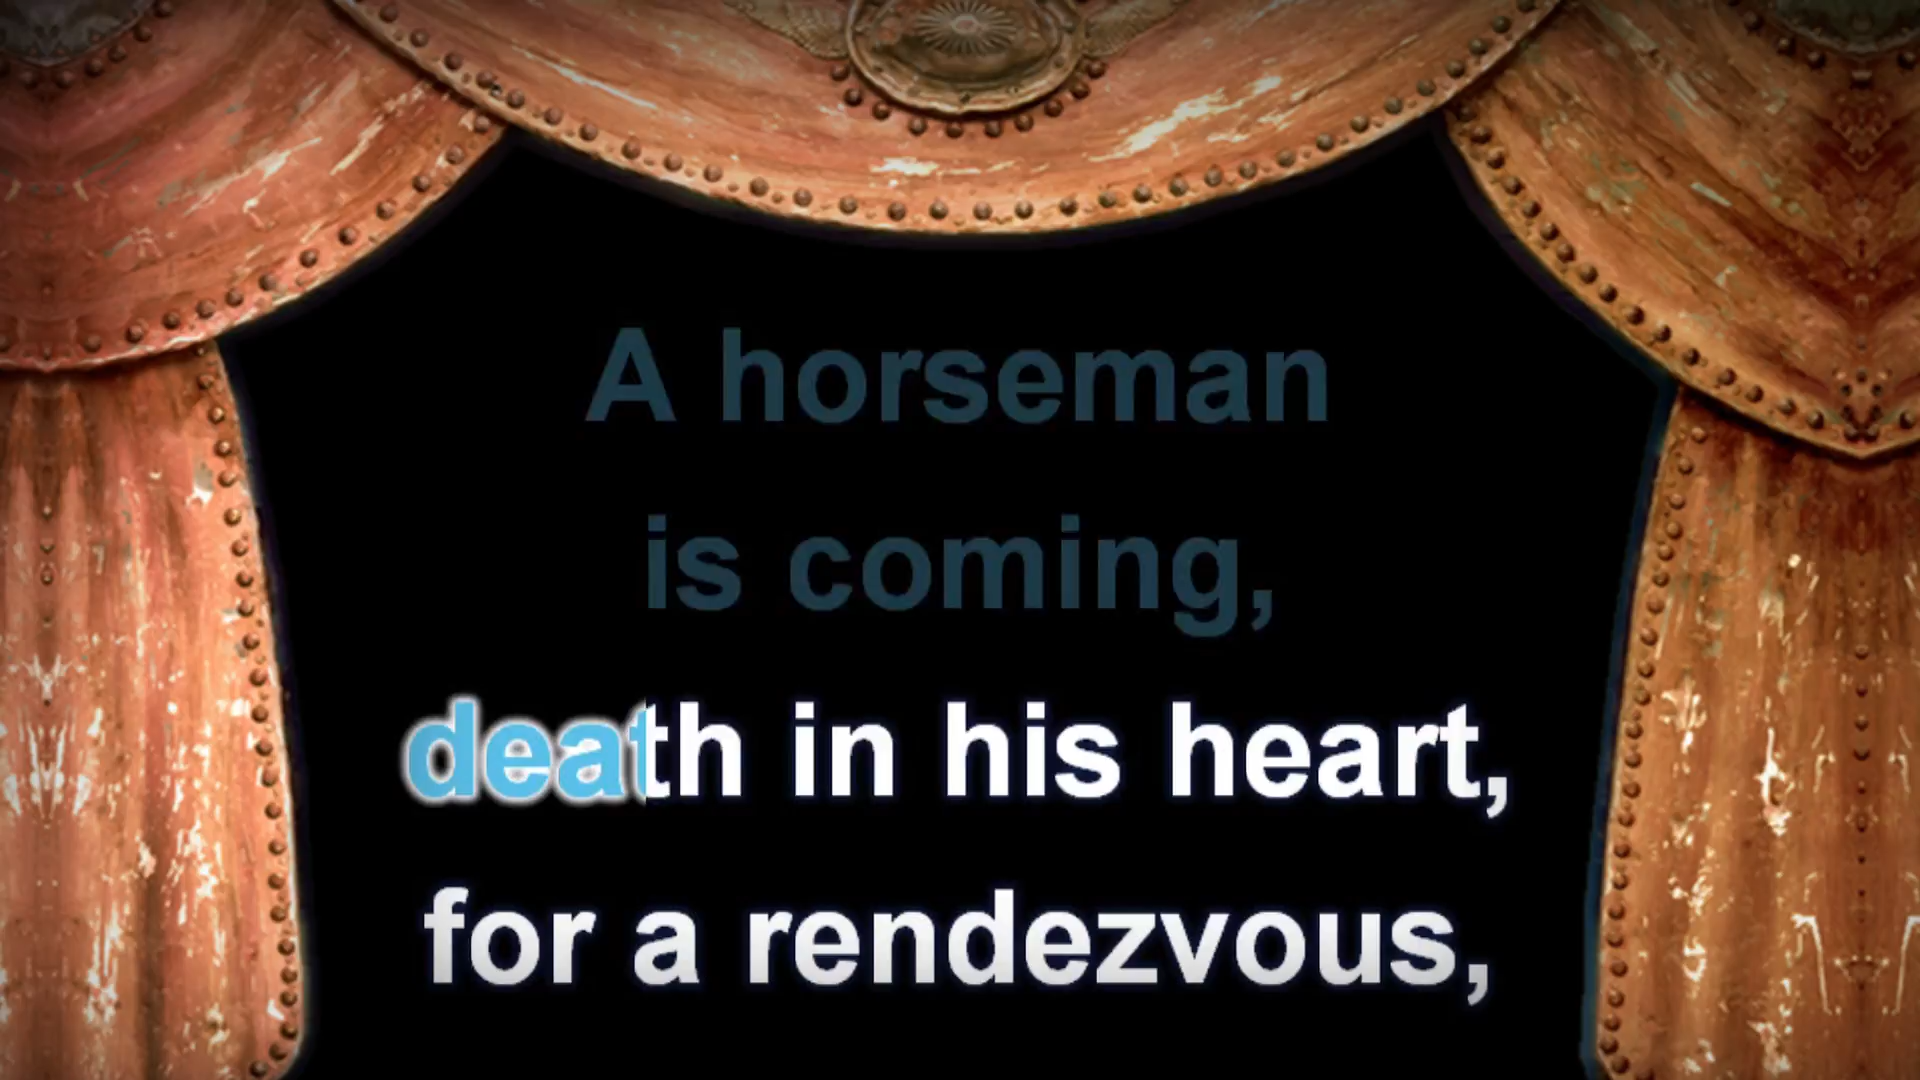 A horseman
is coming,
death in his heart,
for a rendezvous,